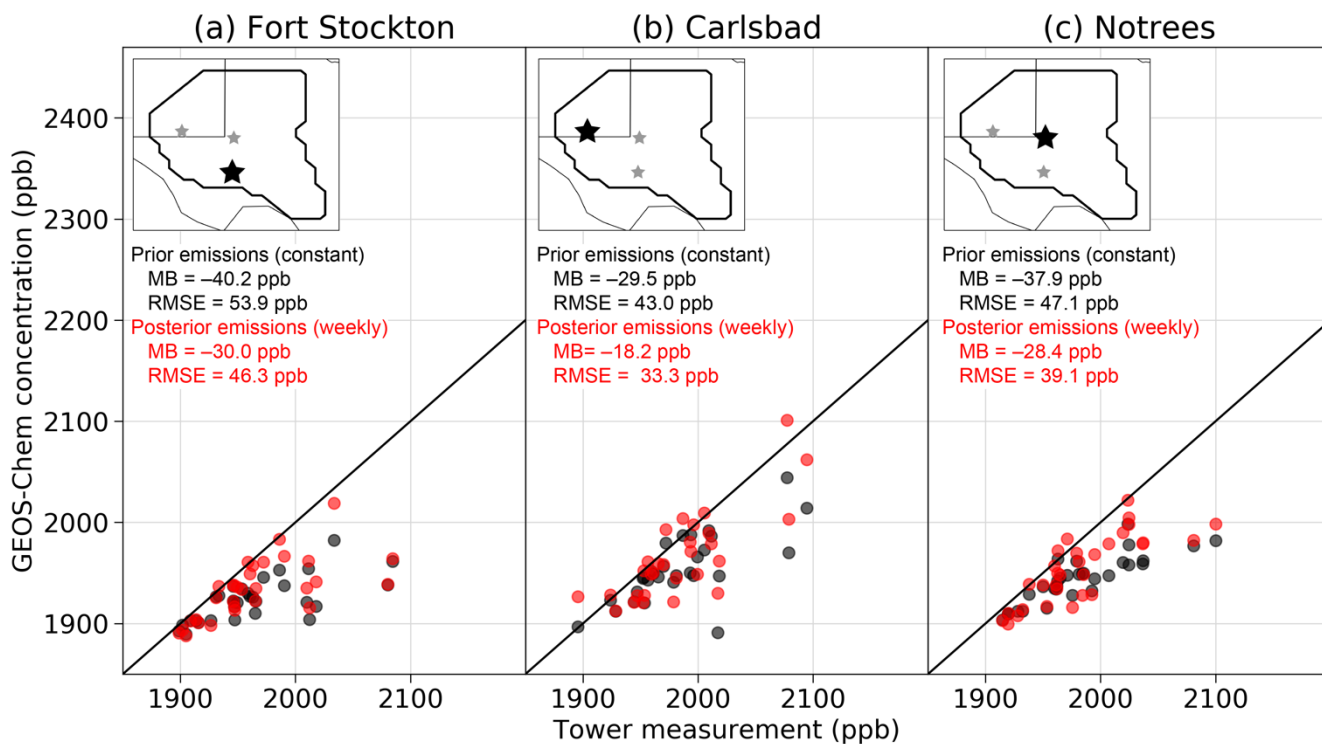 (a) Fort Stockton
(b) Carlsbad
(c) Notrees
GEOS-Chem concentration (ppb)
2400
2300
2200
2100
2000
1900
Prior emissions (constant)
MB = –40.2 ppb
RMSE = 53.9 ppb
Posterior emissions (weekly)
MB = –30.0 ppb
RMSE = 46.3 ppb
Prior emissions (constant)
MB = –29.5 ppb
RMSE = 43.0 ppb
Posterior emissions (weekly)
MB= –18.2 ppb
RMSE =  33.3 ppb
Prior emissions (constant)
MB = –37.9 ppb
RMSE = 47.1 ppb
Posterior emissions (weekly)
MB = –28.4 ppb
RMSE = 39.1 ppb
1900 2000 2100
1900 2000 2100
1900 2000 2100
Tower measurement (ppb)